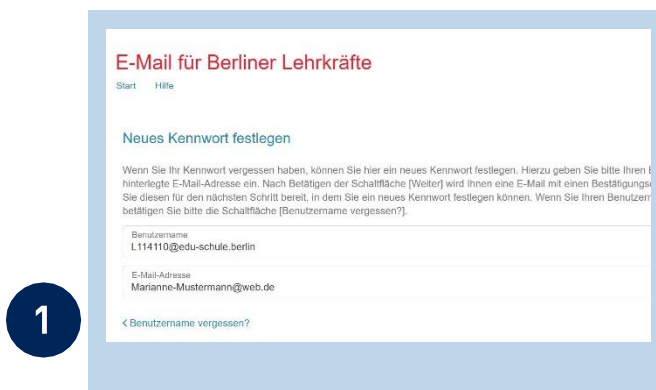 E-Mail für Berliner Lehrkräfte
Start Hilfe
Neues Kennwort festlegen
Wenn Sie Ihr Kennwort vergessen haben, können Sie hier ein neues Kennwort festlegen. Hierzu geben Sie bitte Ihren
hinterlegte E-Mail-Adresse ein. Nach Betätigen der Schaltfläche [Weiter] wird Ihnen eine E-Mail mit einen Bestätigungs
Sie diesen für den nächsten Schritt bereit, in dem Sie ein neues Kennwort festlegen können. Wenn Sie Ihren Benutzer
betätigen Sie bitte die Schaltfläche [Benutzername vergessen?].
Benutzername
L114110@edu-schule.berlin
E-Mail-Adresse
Marianne-Mustermann@web.de
1
< Benutzername vergessen?